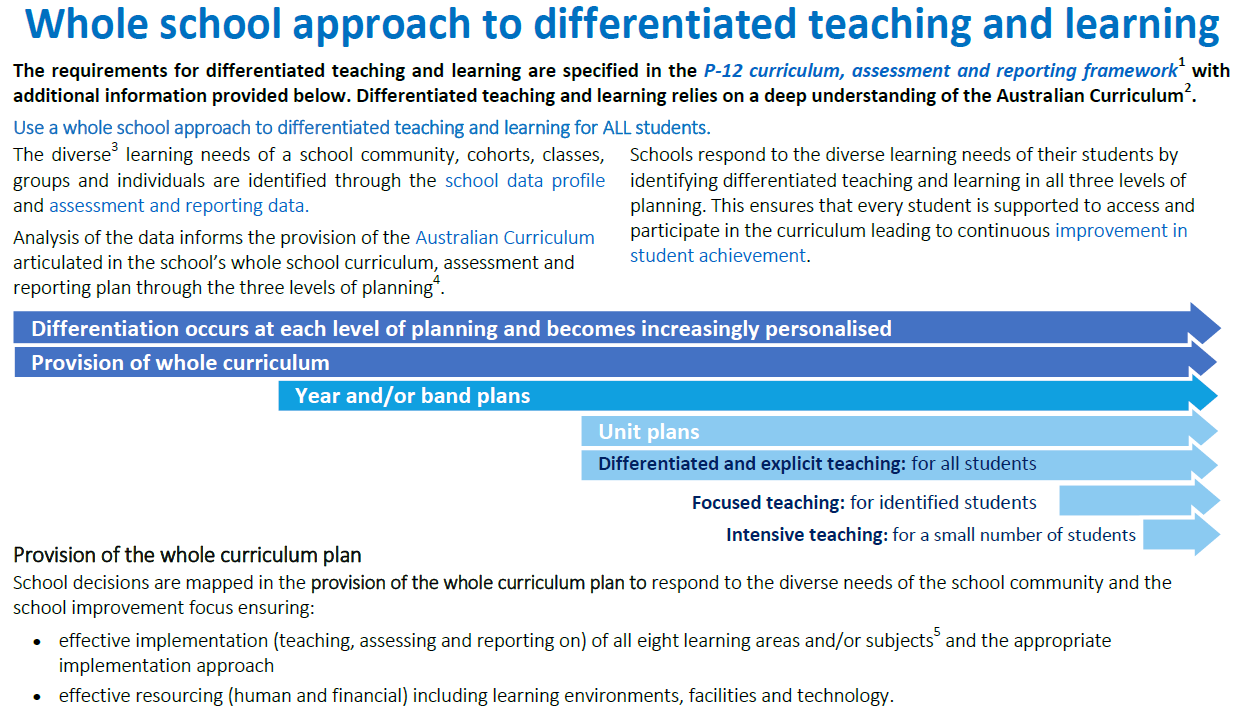 Whole school approach to differentiated teaching and learning
The requirements for differentiated teaching and learning are specified in the P-12 curriculum, assessment and reporting framework1 with
additional information provided below. Differentiated teaching and learning relies on a deep understanding of the Australian Curriculum2.
Use a whole school approach to differentiated teaching and learning for ALL students.
The diverse3 learning needs of a school community, cohorts, classes,
groups and individuals are identified through the school data profile
and assessment and reporting data.
Analysis of the data informs the provision of the Australian Curriculum
articulated in the school’s whole school curriculum, assessment and
reporting plan through the three levels of planning4.
Schools respond to the diverse learning needs of their students by
identifying differentiated teaching and learning in all three levels of
planning. This ensures that every student is supported to access and
participate in the curriculum leading to continuous improvement in
student achievement.
Differentiation occurs at each level of planning and becomes increasingly personalised
Provision of whole curriculum
Year and/or band plans
Unit plans
Differentiated and explicit teaching: for all students
Focused teaching: for identified students
Intensive teaching: for a small number of students
Provision of the whole curriculum plan
School decisions are mapped in the provision of the whole curriculum plan to respond to the diverse needs of the school community and the
school improvement focus ensuring:
• effective implementation (teaching, assessing and reporting on) of all eight learning areas and/or subjects5 and the appropriate
implementation approach
• effective resourcing (human and financial) including learning environments, facilities and technology.